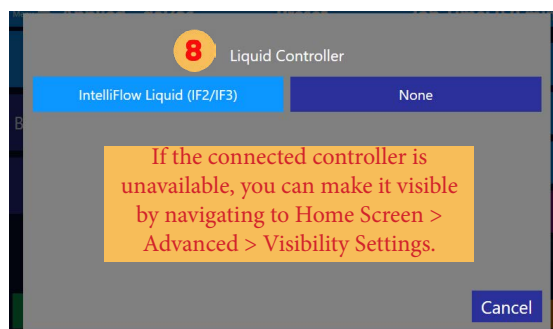 8 Liquid Controller
IntelliFlow Liquid (IF2/IF3) None
B
If the connected controller is
unavailable, you can make it visible
by navigating to Home Screen >
Advanced > Visibility Settings.
Cancel